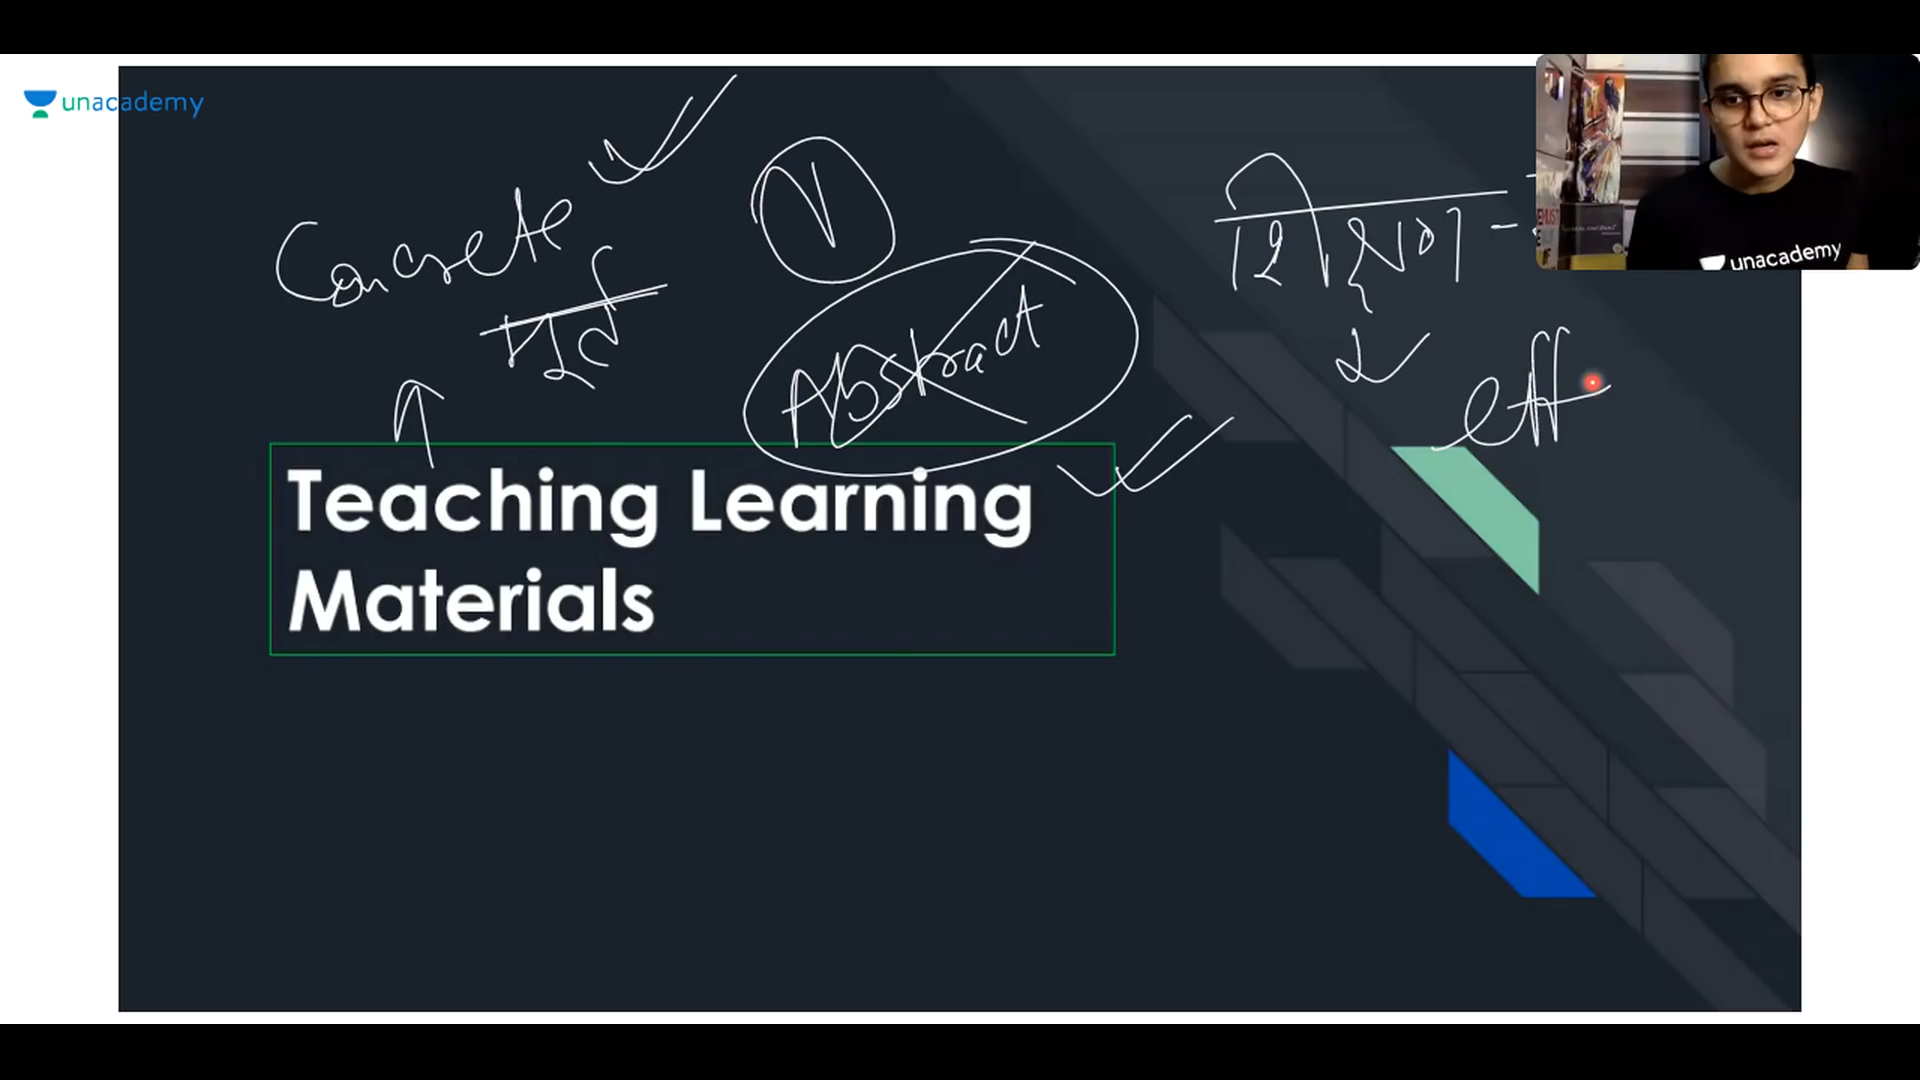 unacademy
Concrete
मूर्त
V
Abstract
शिक्षण -
eff
Teaching Learning
Materials
unacademy